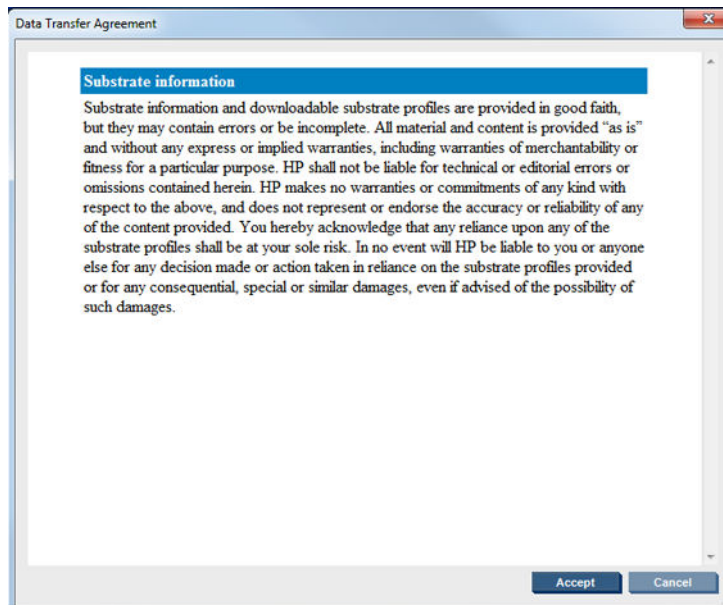 Data Transfer Agreement
Substrate information
Substrate information and downloadable substrate profiles are provided in good faith,
but they may contain errors or be incomplete. All material and content is provided “as is”
and without any express or implied warranties, including warranties of merchantability or
fitness for a particular purpose. HP shall not be liable for technical or editorial errors or
omissions contained herein. HP makes no warranties or commitments of any kind with
respect to the above, and does not represent or endorse the accuracy or reliability of any
of the content provided. You hereby acknowledge that any reliance upon any of the
substrate profiles shall be at your sole risk. In no event will HP be liable to you or anyone
else for any decision made or action taken in reliance on the substrate profiles provided
or for any consequential, special or similar damages, even if advised of the possibility of
such damages.
Accept Cancel